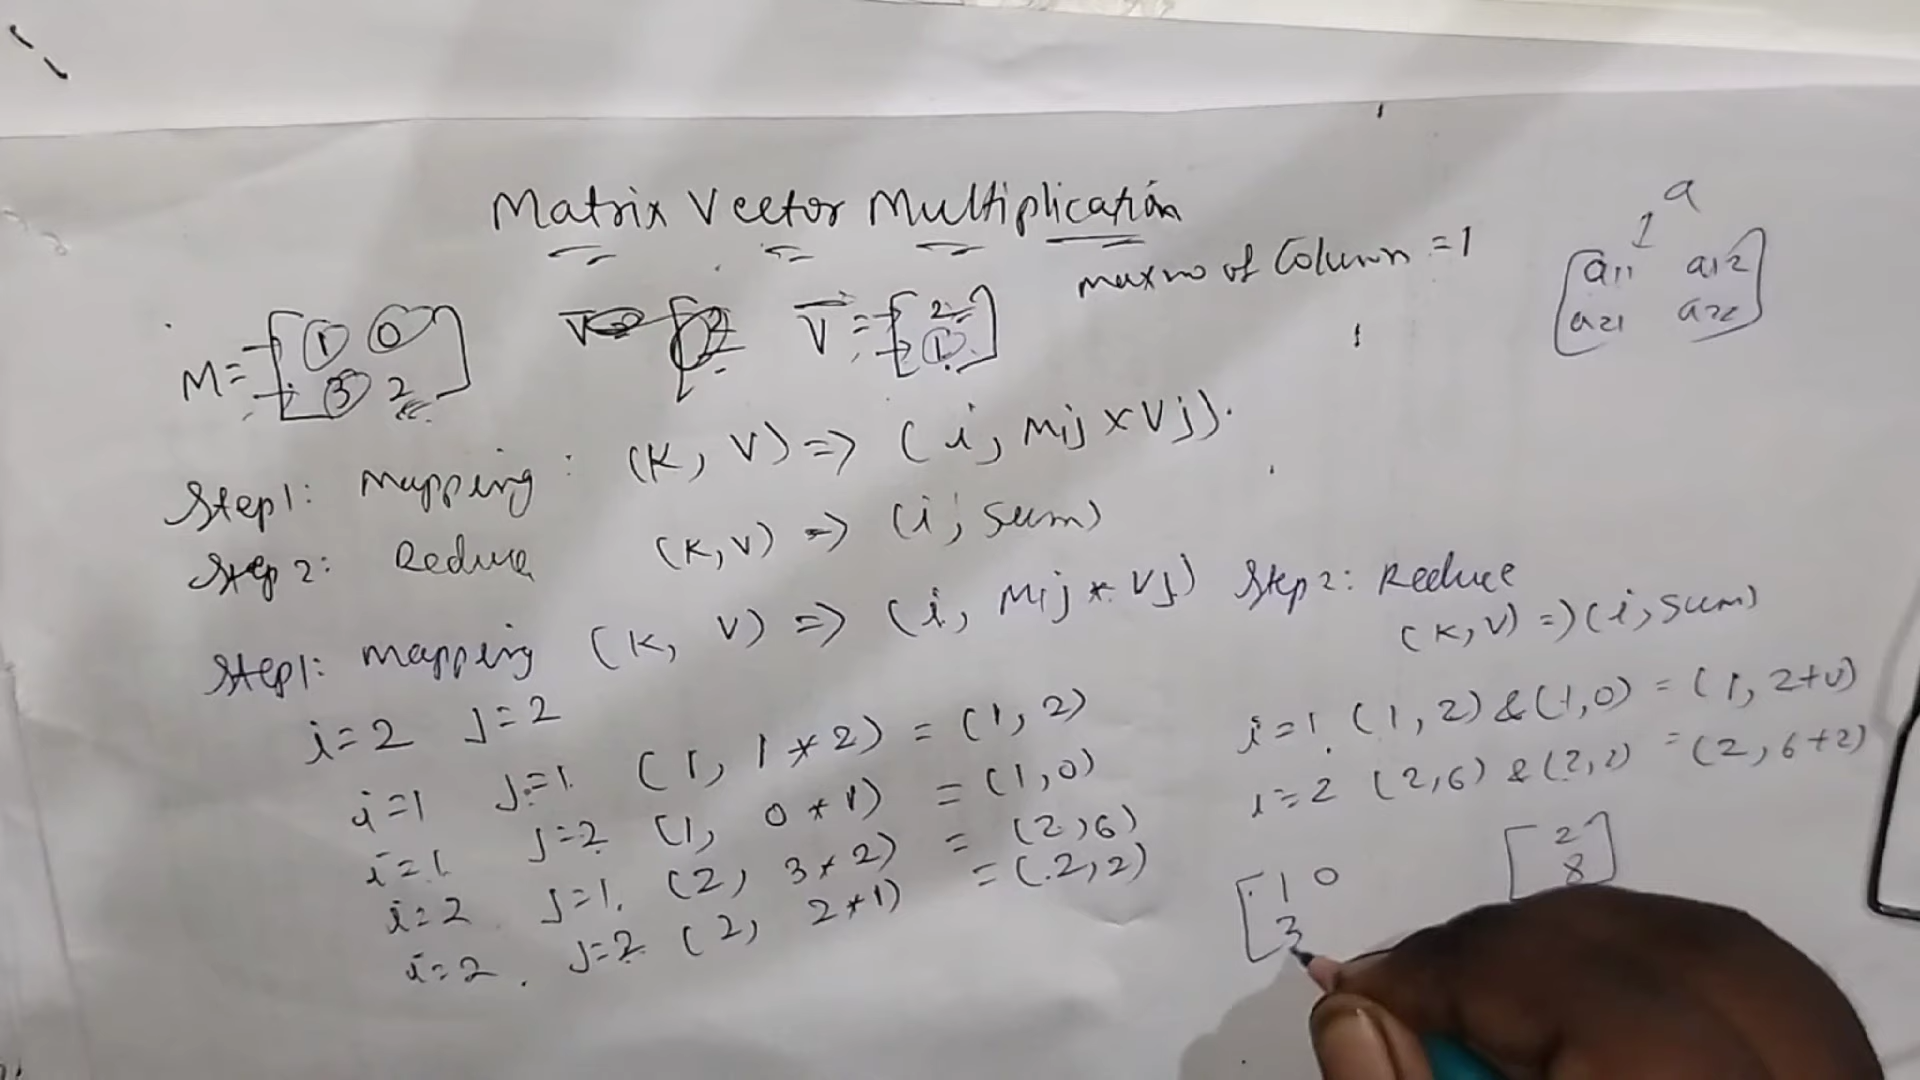 Matrix Vector Multiplication
max no of Column = 1
a
1
[a11 a12
a21 a22]
M = [1 0
3 2]
V = [2
1]
Step1: Mapping : (K, V) => (i, Mij x Vj).
Step 2: Reduce (K, V) => (i, Sum)
Step1: Mapping (K, V) => (i, Mij * Vj)
i=2 J=2
i=1 J=1. (1, 1*2) = (1, 2)
i=1. J=2 (1, 0*1) = (1, 0)
i=2 J=1. (2, 3*2) = (2, 6)
i=2. J=2 (2, 2*1) = (2, 2)
Step 2: Reduce
(K, V) => (i, Sum)
i=1. (1, 2) & (1, 0) = (1, 2+0)
i=2 (2, 6) & (2, 2) = (2, 6+2)
[2
8]
[1 0
3